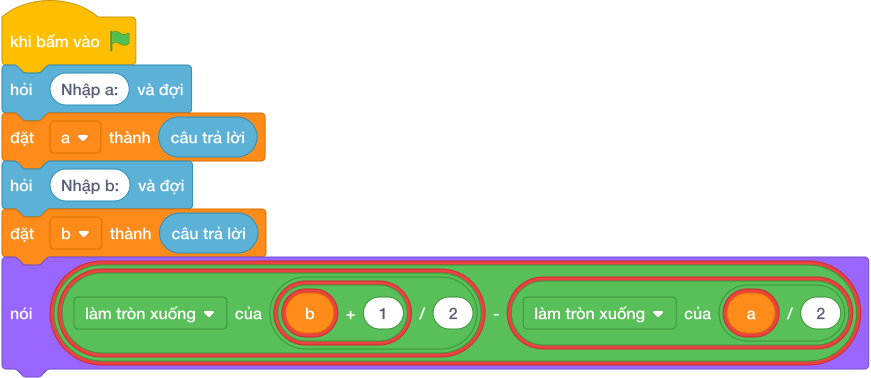 khi bấm vào
hỏi Nhập a: và đợi
đặt a thành câu trả lời
hỏi Nhập b: và đợi
đặt b thành câu trả lời
nói làm tròn xuống của b + 1 / 2 - làm tròn xuống của a / 2